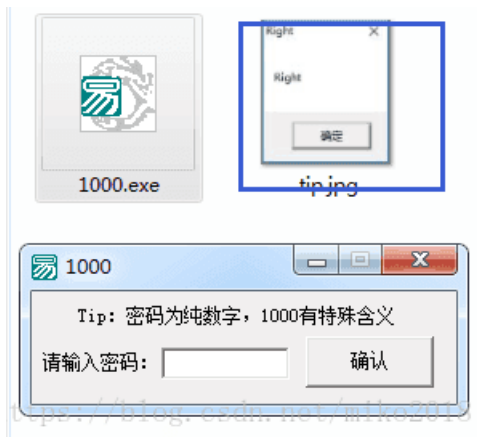 Right
Right
确定
1000.exe
tip.jpg
易 1000
Tip: 密码为纯数字，1000有特殊含义
请输入密码:
确认
https://blog.csdn.net/miko2018